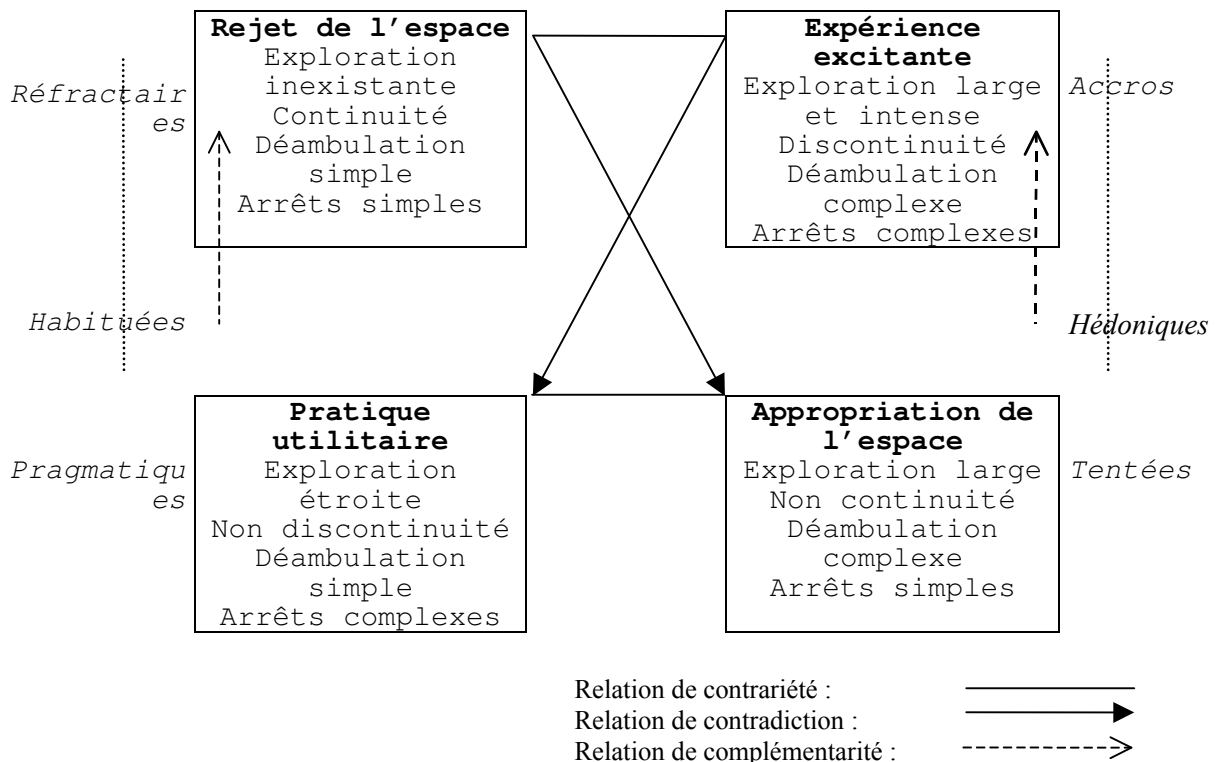 Rejet de l'espace
Exploration
inexistante
Continuité
Déambulation
simple
Arrêts simples
Expérience
excitante
Exploration large
et intense
Discontinuité
Déambulation
complexe
Arrêts complexes
Réfractair
es
Accros
Habituées
Hédoniques
Pratique
utilitaire
Exploration
étroite
Non discontinuité
Déambulation
simple
Arrêts complexes
Appropriation de
l'espace
Exploration large
Non continuité
Déambulation
complexe
Arrêts simples
Pragmatiqu
es
Tentées
Relation de contrariété :
Relation de contradiction :
Relation de complémentarité :